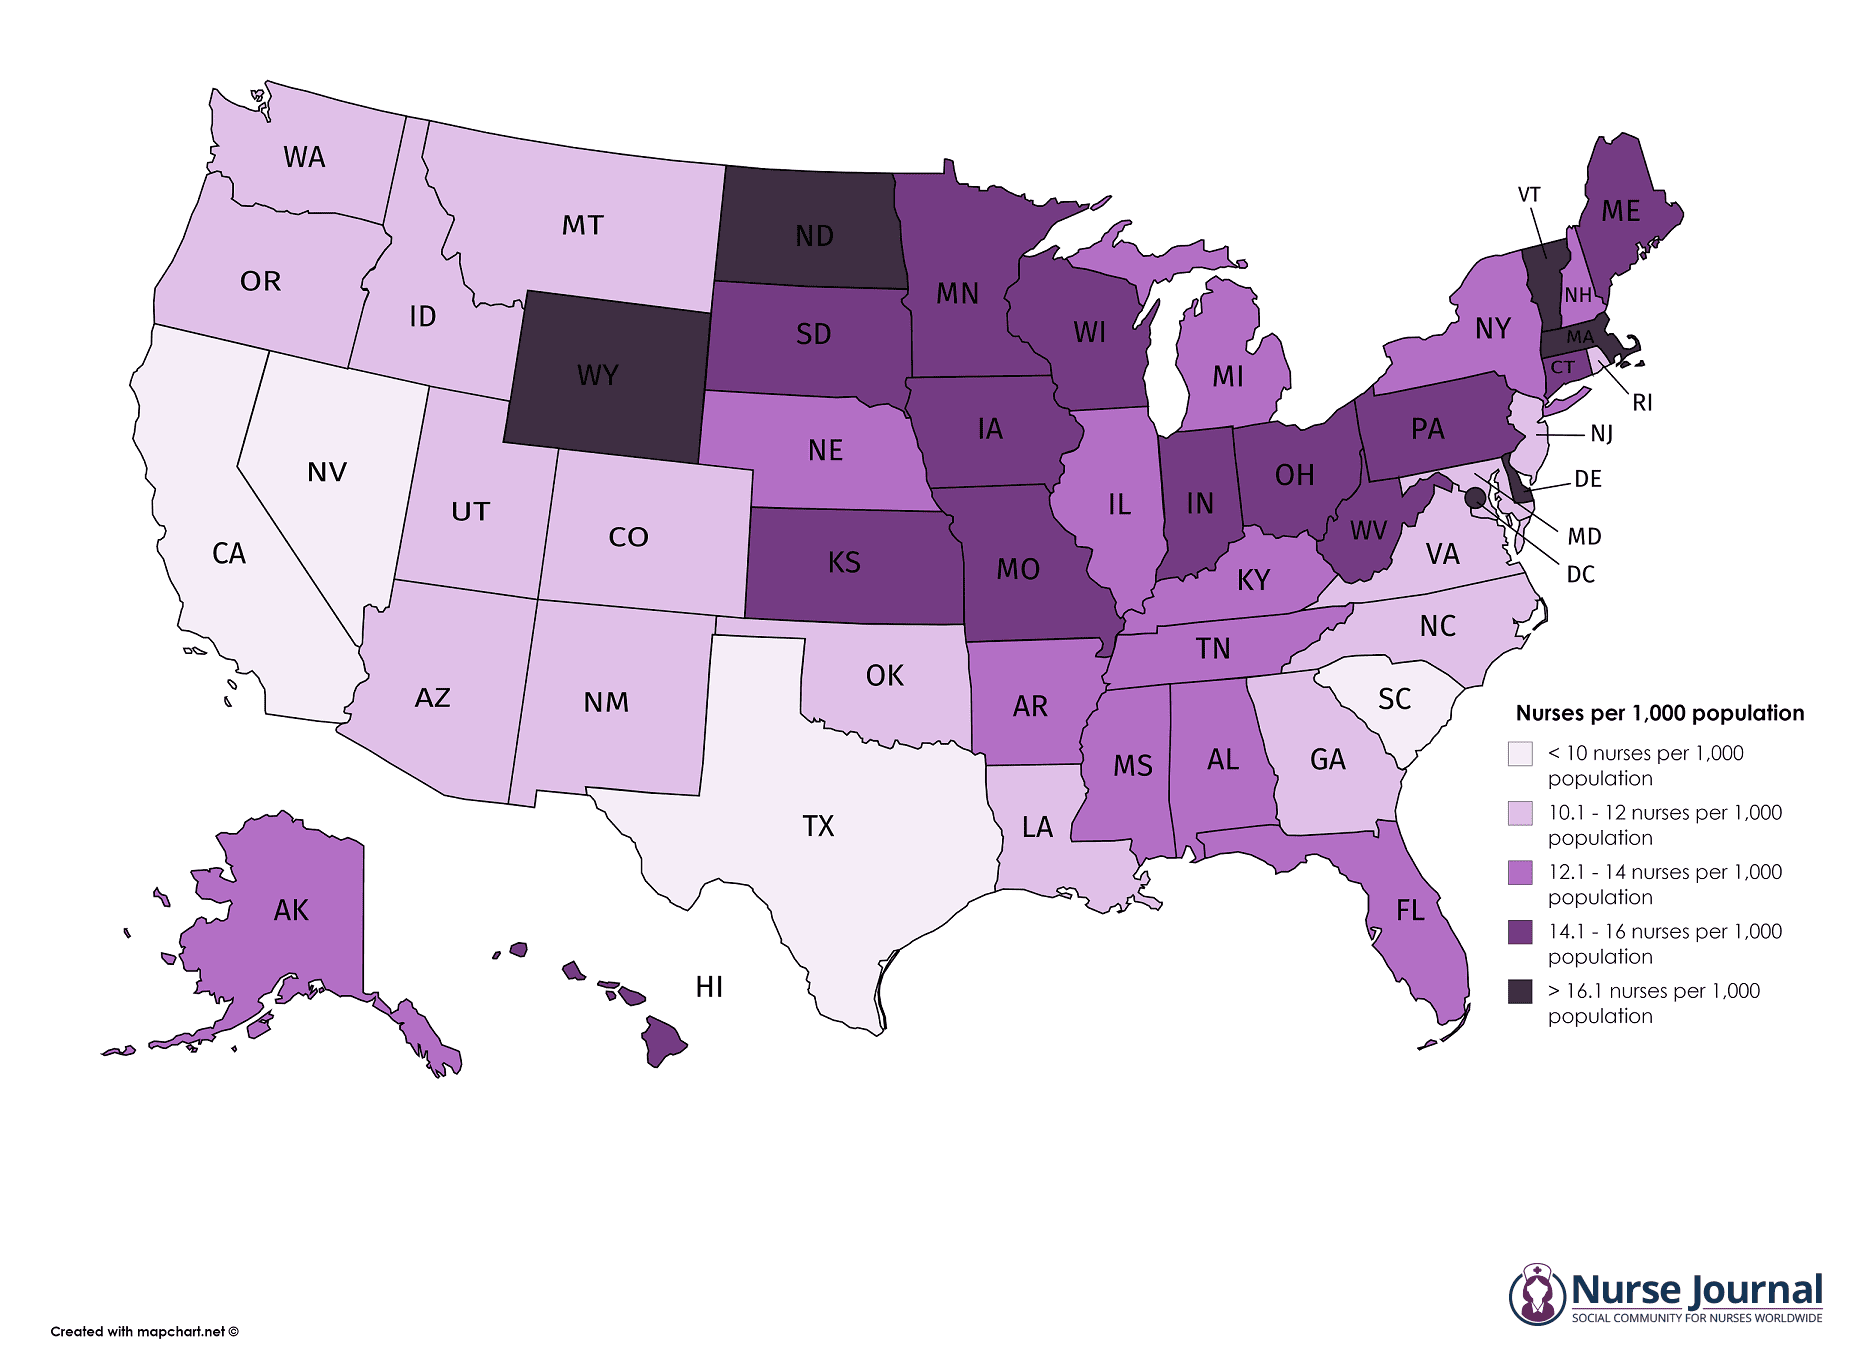 WA
MT
ND
MN
VT
ME
OR
ID
SD
WI
MI
NY
NH
MA
CT
RI
WY
NE
IA
PA
NJ
NV
UT
CO
IL
IN
OH
DE
CA
KS
MO
KY
WV
VA
MD
DC
AZ
NM
OK
AR
TN
NC
SC
TX
LA
MS
AL
GA
FL
AK
HI
Nurses per 1,000 population
< 10 nurses per 1,000
population
10.1 - 12 nurses per 1,000
population
12.1 - 14 nurses per 1,000
population
14.1 - 16 nurses per 1,000
population
> 16.1 nurses per 1,000
population
Nurse Journal
SOCIAL COMMUNITY FOR NURSES WORLDWIDE
Created with mapchart.net ©